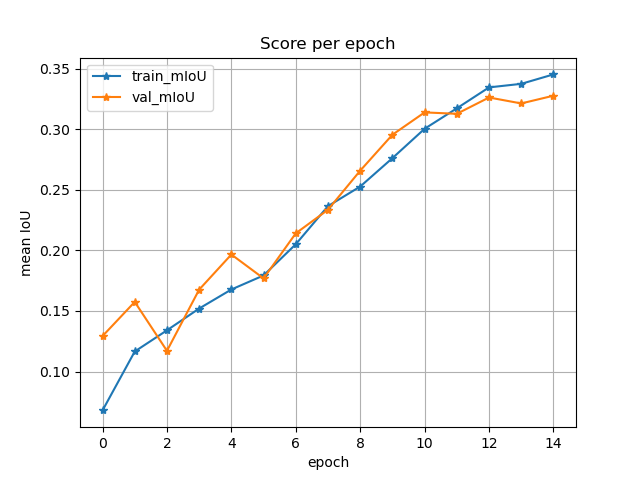 Score per epoch
train_mIoU
val_mIoU
mean IoU
0.35
0.30
0.25
0.20
0.15
0.10
0 2 4 6 8 10 12 14
epoch